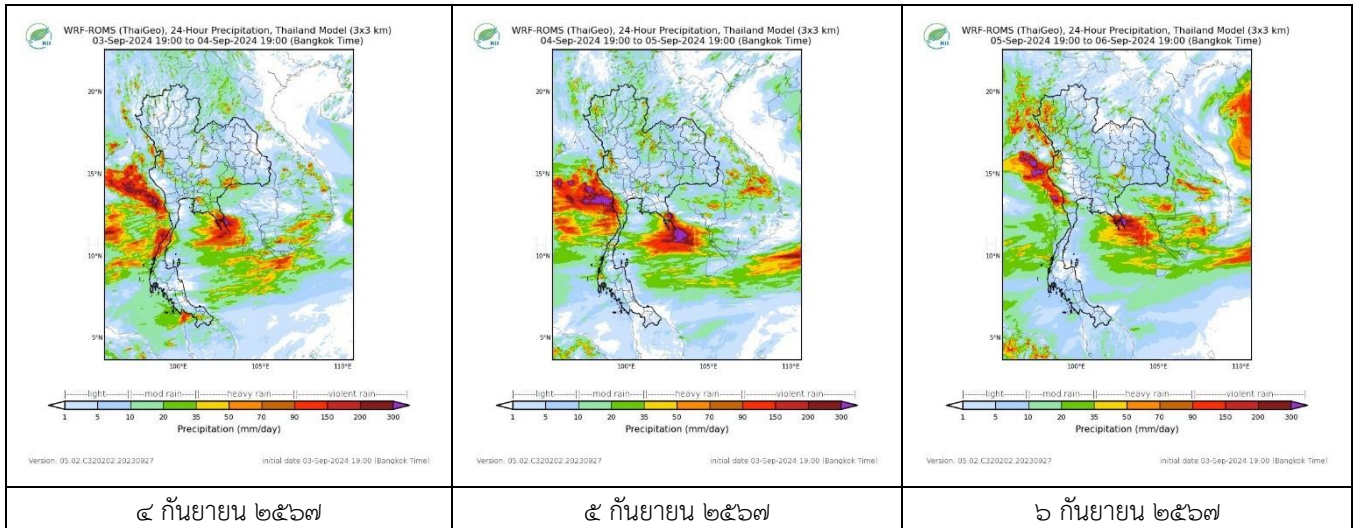 WRF-ROMS (ThaiGeo), 24-Hour Precipitation, Thailand Model (3x3 km)
03-Sep-2024 19:00 to 04-Sep-2024 19:00 (Bangkok Time)
HII
20°N
15°N
10°N
5°N
100°E 105°E 110°E
|------light------||---mod rain---||-------heavy rain-------||------violent rain------|
1 5 10 20 35 50 70 90 150 200 300
Precipitation (mm/day)
Version: 05.02.C320202.20230927 initial date 03-Sep-2024 19:00 (Bangkok Time)
๔ กันยายน ๒๕๖๗
WRF-ROMS (ThaiGeo), 24-Hour Precipitation, Thailand Model (3x3 km)
04-Sep-2024 19:00 to 05-Sep-2024 19:00 (Bangkok Time)
HII
20°N
15°N
10°N
5°N
100°E 105°E 110°E
|------light------||---mod rain---||-------heavy rain-------||------violent rain------|
1 5 10 20 35 50 70 90 150 200 300
Precipitation (mm/day)
Version: 05.02.C320202.20230927 initial date 03-Sep-2024 19:00 (Bangkok Time)
๕ กันยายน ๒๕๖๗
WRF-ROMS (ThaiGeo), 24-Hour Precipitation, Thailand Model (3x3 km)
05-Sep-2024 19:00 to 06-Sep-2024 19:00 (Bangkok Time)
HII
20°N
15°N
10°N
5°N
100°E 105°E 110°E
|------light------||---mod rain---||-------heavy rain-------||------violent rain------|
1 5 10 20 35 50 70 90 150 200 300
Precipitation (mm/day)
Version: 05.02.C320202.20230927 initial date 03-Sep-2024 19:00 (Bangkok Time)
๖ กันยายน ๒๕๖๗